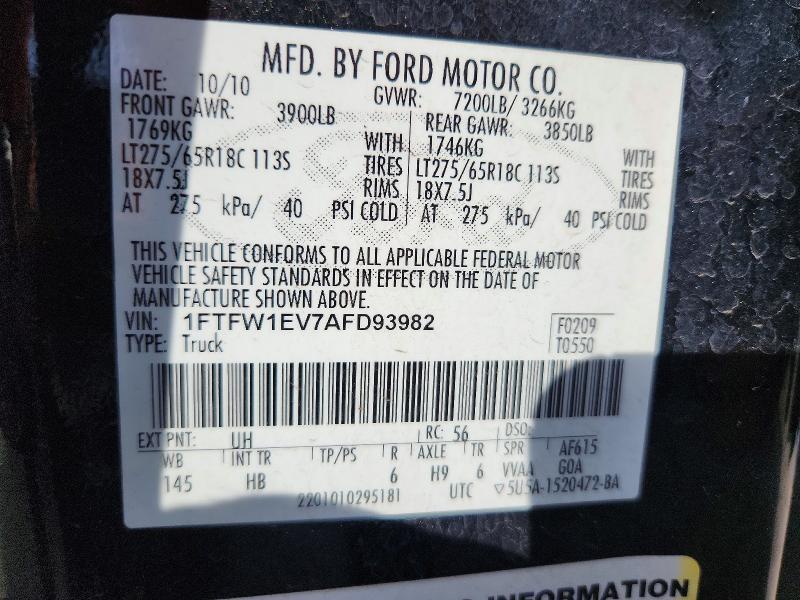 MFD. BY FORD MOTOR CO.
DATE: 10/10 GVWR: 7200LB/ 3266KG
FRONT GAWR: 3900LB REAR GAWR: 3850LB
1769KG WITH 1746KG WITH
LT275/65R18C 113S TIRES LT275/65R18C 113S TIRES
18X7.5J RIMS 18X7.5J RIMS
AT 275 kPa/ 40 PSI COLD AT 275 kPa/ 40 PSI COLD
THIS VEHICLE CONFORMS TO ALL APPLICABLE FEDERAL MOTOR
VEHICLE SAFETY STANDARDS IN EFFECT ON THE DATE OF
MANUFACTURE SHOWN ABOVE.
VIN: 1FTFW1EV7AFD93982 F0209
TYPE: Truck T0550
EXT PNT: UH RC: 56 DSO:
WB INT TR TP/PS R AXLE TR SPR AF615
145 HB 6 H9 6 VVAA GOA
2201010295181 UTC ▽5U5A-1520472-BA
INFORMATION